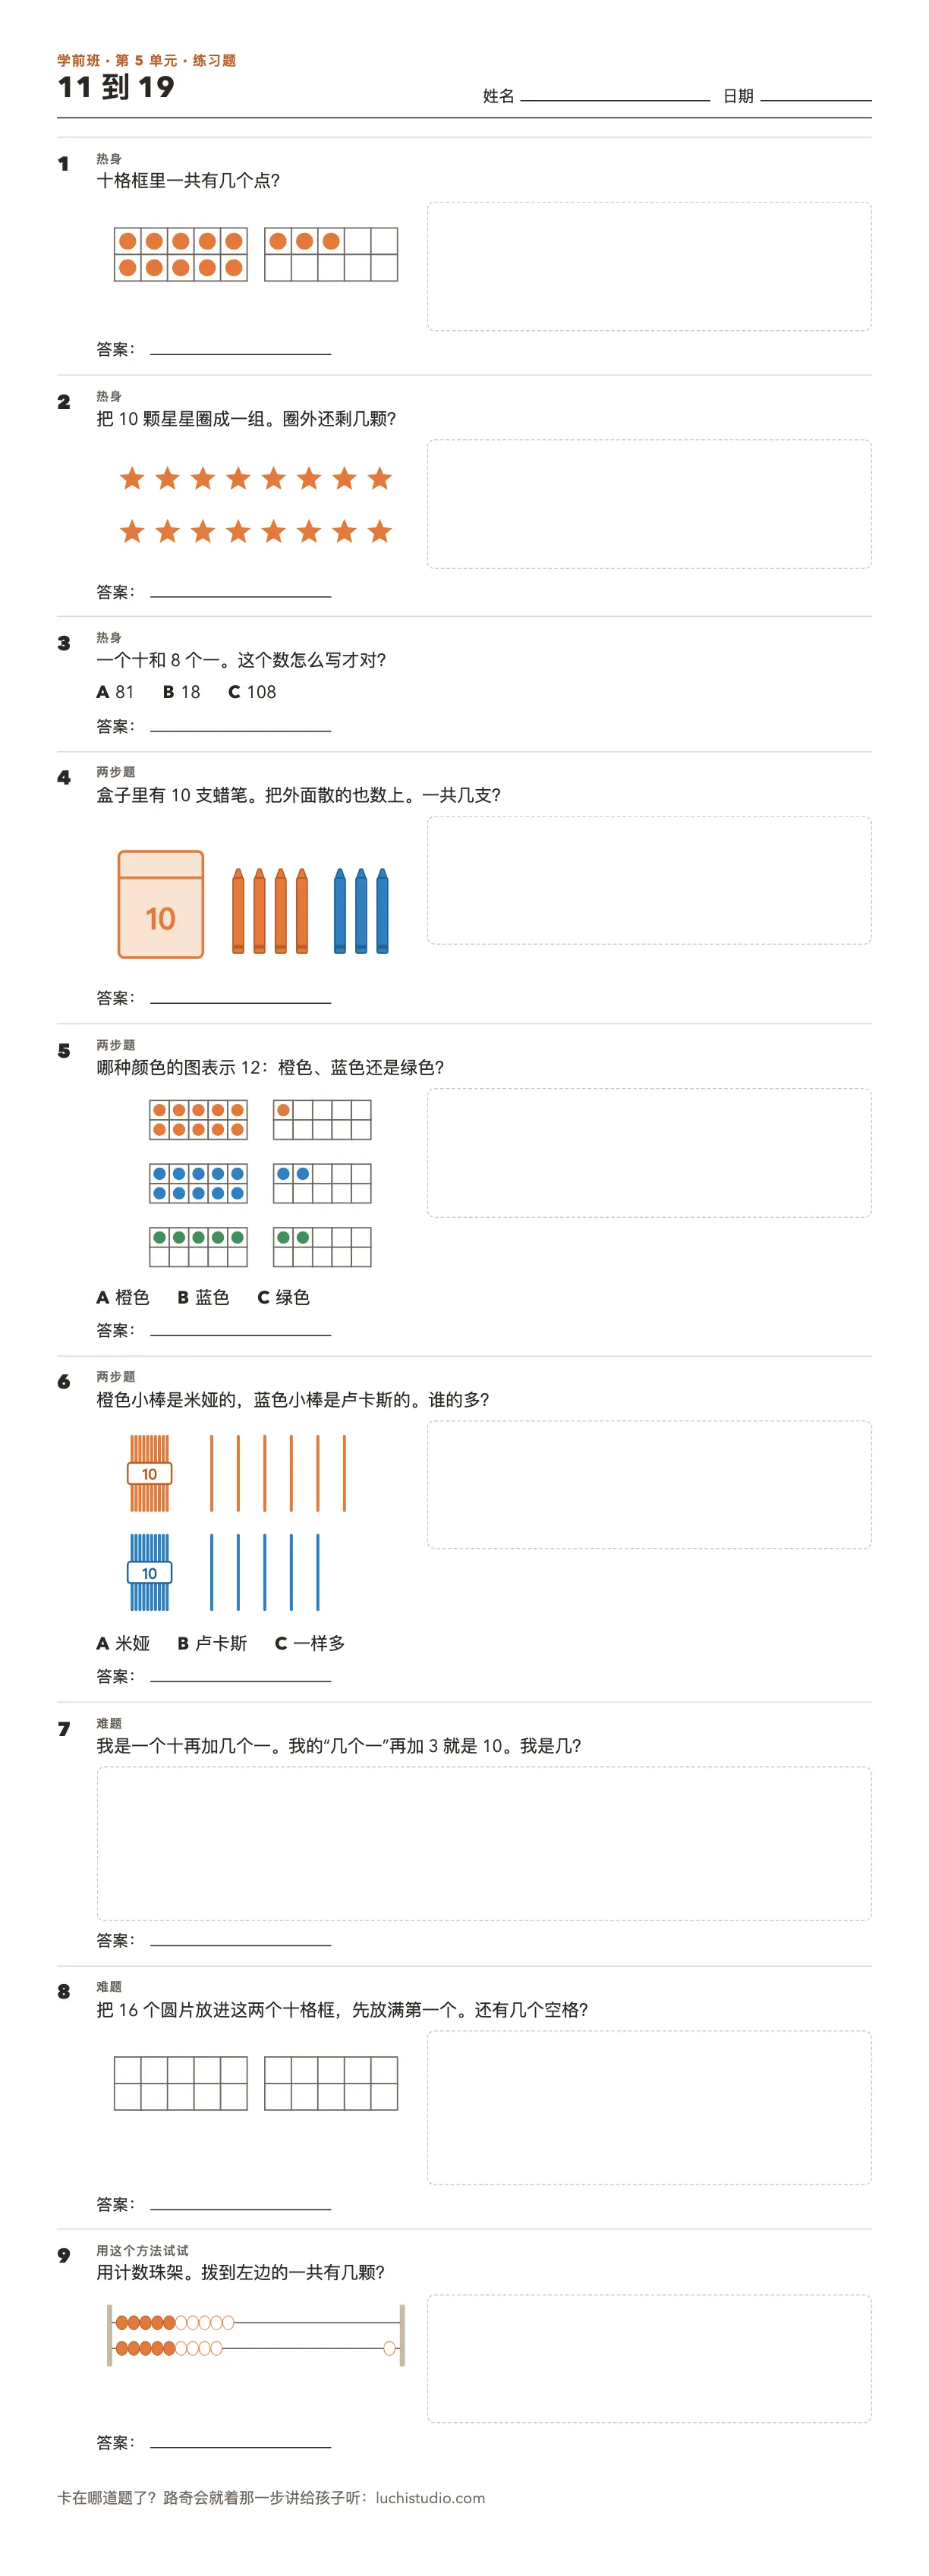 学前班 · 第 5 单元 · 练习题
11 到 19
姓名
日期
1
热身
十格框里一共有几个点?
答案:
2
热身
把 10 颗星星圈成一组。圈外还剩几颗?
答案:
3
热身
一个十和 8 个一。这个数怎么写才对?
A 81 B 18 C 108
答案:
4
两步题
盒子里有 10 支蜡笔。把外面散的也数上。一共几支?
10
答案:
5
两步题
哪种颜色的图表示 12：橙色、蓝色还是绿色?
A 橙色 B 蓝色 C 绿色
答案:
6
两步题
橙色小棒是米娅的，蓝色小棒是卢卡斯的。谁的多?
10
10
A 米娅 B 卢卡斯 C 一样多
答案:
7
难题
我是一个十再加几个一。我的“几个一”再加 3 就是 10。我是几?
答案:
8
难题
把 16 个圆片放进这两个十格框，先放满第一个。还有几个空格?
答案:
9
用这个方法试试
用计数珠架。拨到左边的一共有几颗?
答案:
卡在哪道题了？路奇会就着那一步讲给孩子听：luchistudio.com